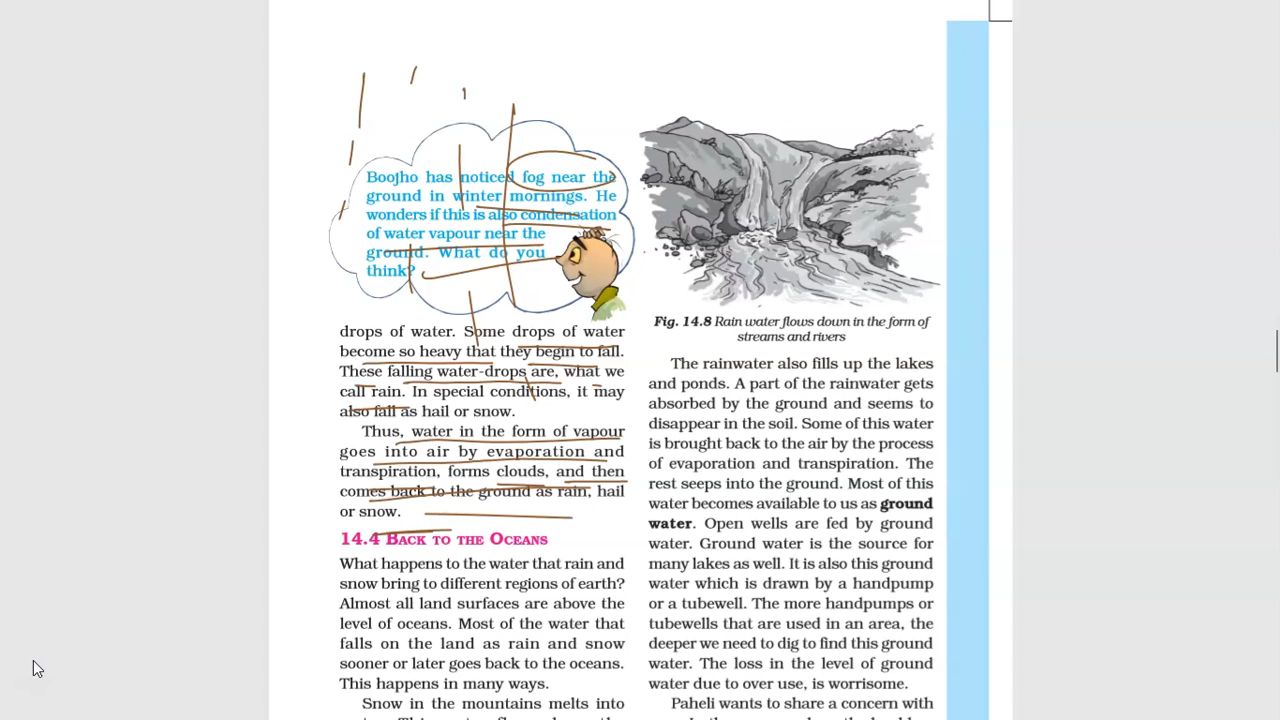 Boojho has noticed fog near the
ground in winter mornings. He
wonders if this is also condensation
of water vapour near the
ground. What do you
think?
drops of water. Some drops of water
become so heavy that they begin to fall.
These falling water-drops are, what we
call rain. In special conditions, it may
also fall as hail or snow.
Thus, water in the form of vapour
goes into air by evaporation and
transpiration, forms clouds, and then
comes back to the ground as rain, hail
or snow.
14.4 BACK TO THE OCEANS
What happens to the water that rain and
snow bring to different regions of earth?
Almost all land surfaces are above the
level of oceans. Most of the water that
falls on the land as rain and snow
sooner or later goes back to the oceans.
This happens in many ways.
Snow in the mountains melts into
Fig. 14.8 Rain water flows down in the form of
streams and rivers
The rainwater also fills up the lakes
and ponds. A part of the rainwater gets
absorbed by the ground and seems to
disappear in the soil. Some of this water
is brought back to the air by the process
of evaporation and transpiration. The
rest seeps into the ground. Most of this
water becomes available to us as ground
water. Open wells are fed by ground
water. Ground water is the source for
many lakes as well. It is also this ground
water which is drawn by a handpump
or a tubewell. The more handpumps or
tubewells that are used in an area, the
deeper we need to dig to find this ground
water. The loss in the level of ground
water due to over use, is worrisome.
Paheli wants to share a concern with